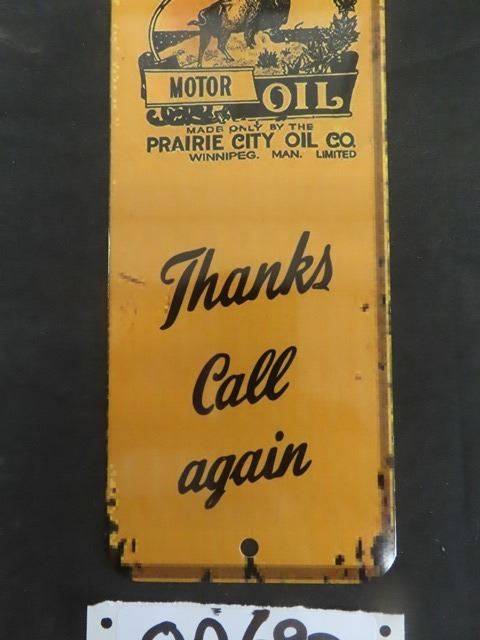 MOTOR OIL
MADE ONLY BY THE
PRAIRIE CITY OIL CO.
WINNIPEG. MAN. LIMITED
Thanks
Call
again